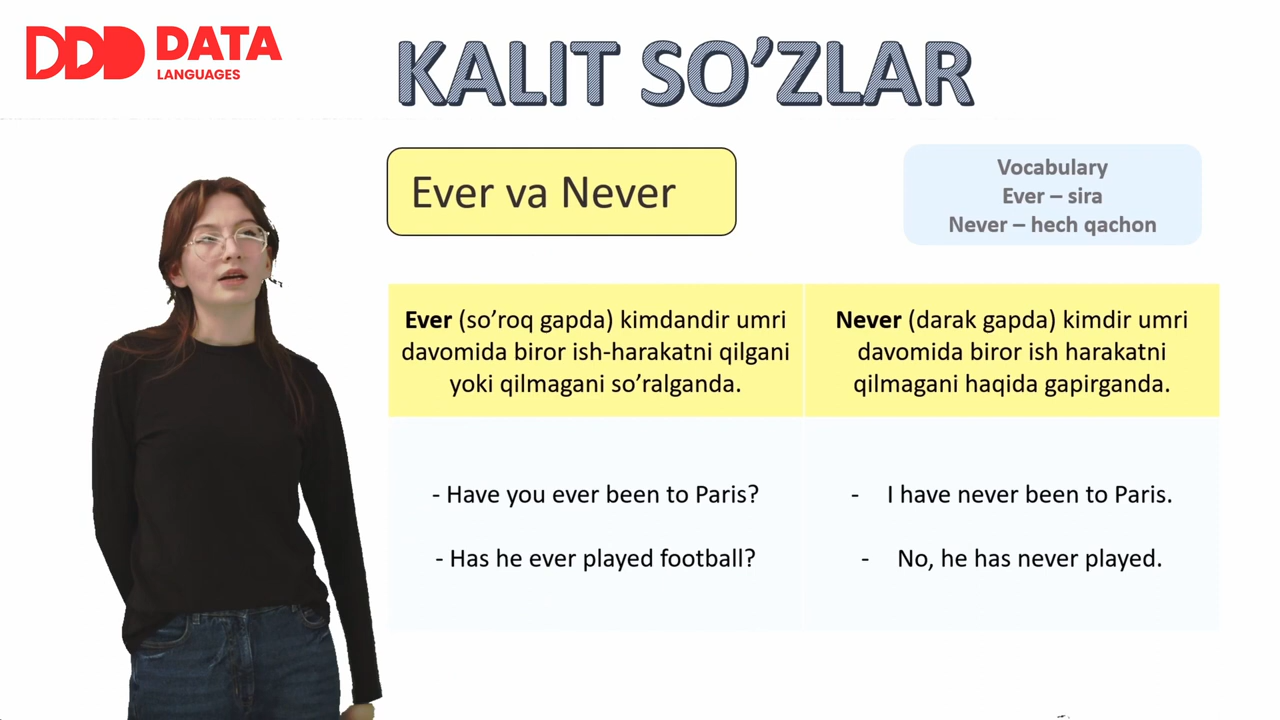 DATA
LANGUAGES
KALIT SO’ZLAR
Ever va Never
Vocabulary
Ever – sira
Never – hech qachon
Ever (so’roq gapda) kimdandir umri
davomida biror ish-harakatni qilgani
yoki qilmagani so’ralganda.
Never (darak gapda) kimdir umri
davomida biror ish harakatni
qilmagani haqida gapirganda.
- Have you ever been to Paris?
- Has he ever played football?
- I have never been to Paris.
- No, he has never played.